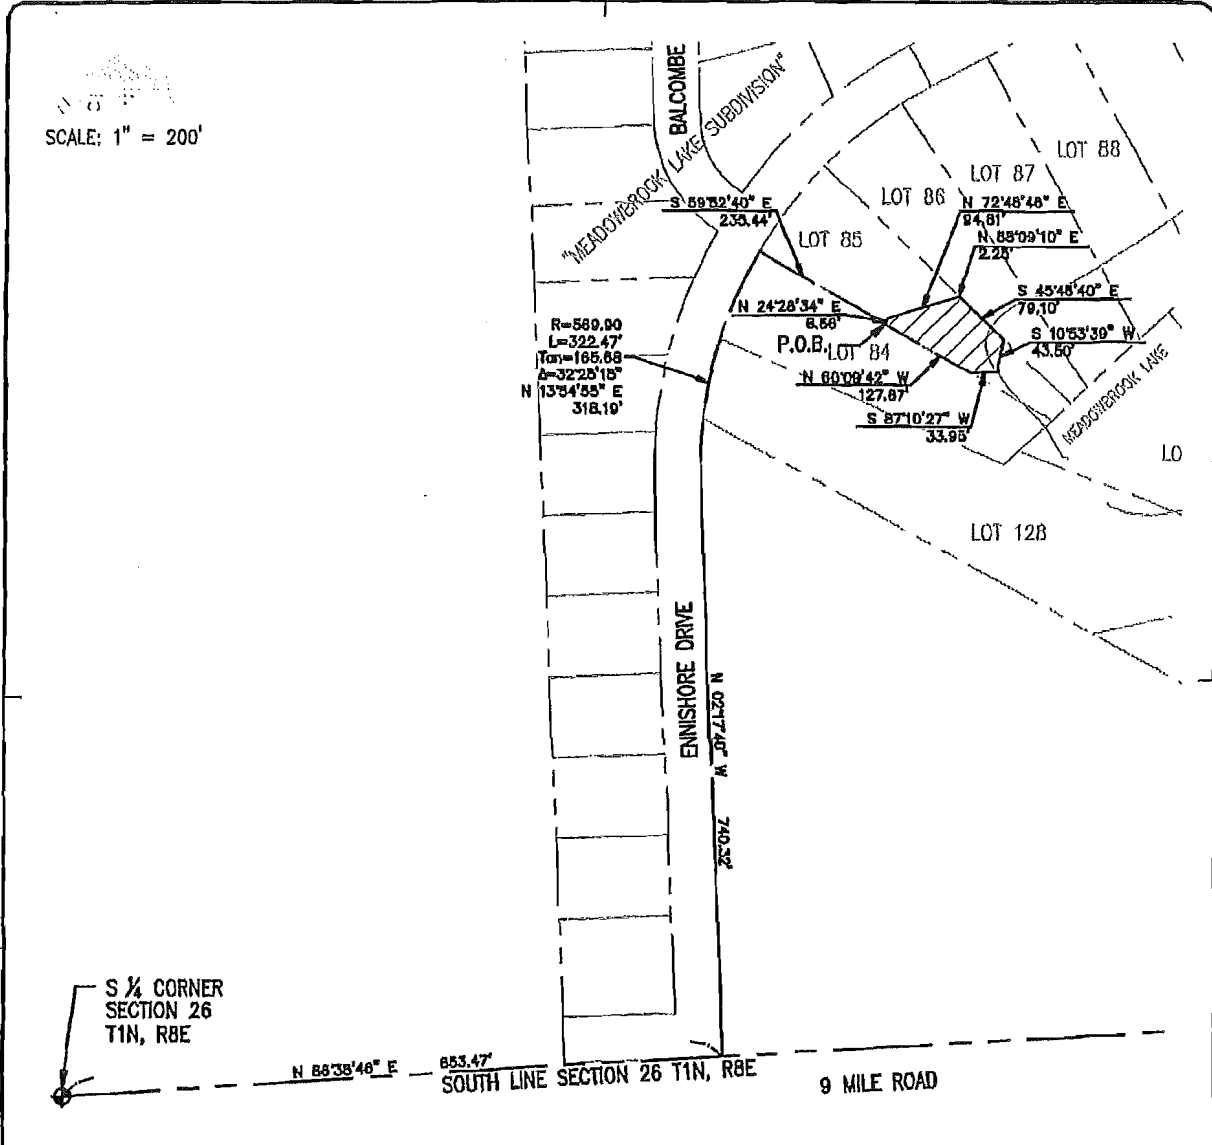 SCALE: 1" = 200'
BALCOMBE
"MEADOWBROOK LAKE SUBDIVISION"
LOT 88
LOT 87
LOT 86
LOT 85
S 59°52'40" E
235.44'
N 72°48'48" E
94.81'
N 88°09'10" E
2.25'
N 24°28'34" E
6.56'
S 45°48'40" E
79.10'
S 10°53'39" W
43.50'
P.O.B.
LOT 84
N 60°09'42" W
127.87'
S 87°10'27" W
33.95'
MEADOWBROOK LAKE
R=569.90
L=322.47'
Tan=165.68
Δ=32°25'15"
N 13°54'55" E
318.19'
LO
LOT 128
ENNISHORE DRIVE
N 02°17'40" W
740.32'
S ¼ CORNER
SECTION 26
T1N, R8E
N 88°38'46" E
653.47'
SOUTH LINE SECTION 26 T1N, R8E
9 MILE ROAD